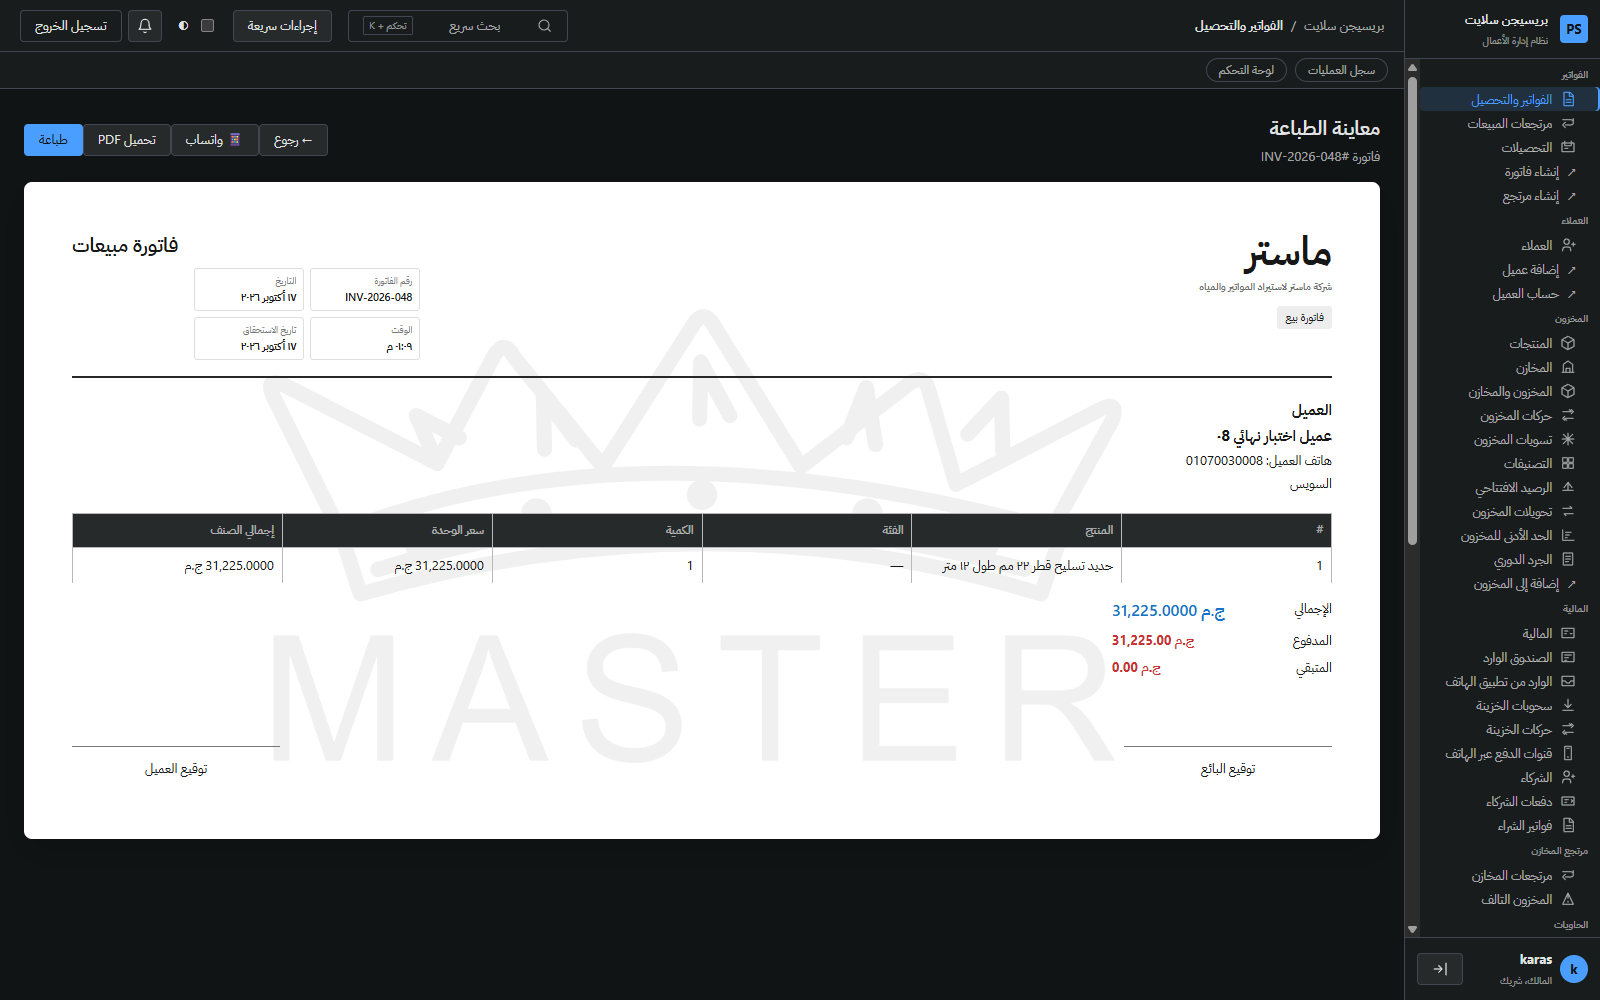 PS
بريسيجن سلايت
نظام إدارة الأعمال
بريسيجن سلايت / الفواتير والتحصيل
بحث سريع
تحكم + K
إجراءات سريعة
تسجيل الخروج
سجل العمليات
لوحة التحكم
الفواتير
الفواتير والتحصيل
مرتجعات المبيعات
التحصيلات
إنشاء فاتورة
إنشاء مرتجع
العملاء
العملاء
إضافة عميل
حساب العميل
المخزون
المنتجات
المخازن
المخزون والمخازن
حركات المخزون
تسويات المخزون
التصنيفات
الرصيد الافتتاحي
تحويلات المخزون
الحد الأدنى للمخزون
الجرد الدوري
إضافة إلى المخزون
المالية
المالية
الصندوق الوارد
الوارد من تطبيق الهاتف
سحوبات الخزينة
حركات الخزينة
قنوات الدفع عبر الهاتف
الشركاء
دفعات الشركاء
فواتير الشراء
مرتجع المخازن
مرتجعات المخازن
المخزون التالف
الحاويات
k
karas
المالك، شريك
معاينة الطباعة
فاتورة #INV-2026-048
← رجوع
واتساب
تحميل PDF
طباعة
ماستر
شركة ماستر لاستيراد المواتير والمياه
فاتورة بيع
فاتورة مبيعات
رقم الفاتورة
INV-2026-048
التاريخ
١٧ أكتوبر ٢٠٢٦
الوقت
٠١:٠٩ م
تاريخ الاستحقاق
١٧ أكتوبر ٢٠٢٦
العميل
عميل اختبار نهائي ٠8
هاتف العميل: 01070030008
السويس
# المنتج الفئة الكمية سعر الوحدة إجمالي الصنف
1 حديد تسليح قطر ٢٢ مم طول ١٢ متر — 1 31,225.0000 ج.م 31,225.0000 ج.م
الإجمالي ج.م 31,225.0000
المدفوع ج.م 31,225.00
المتبقي ج.م 0.00
MASTER
توقيع البائع
توقيع العميل